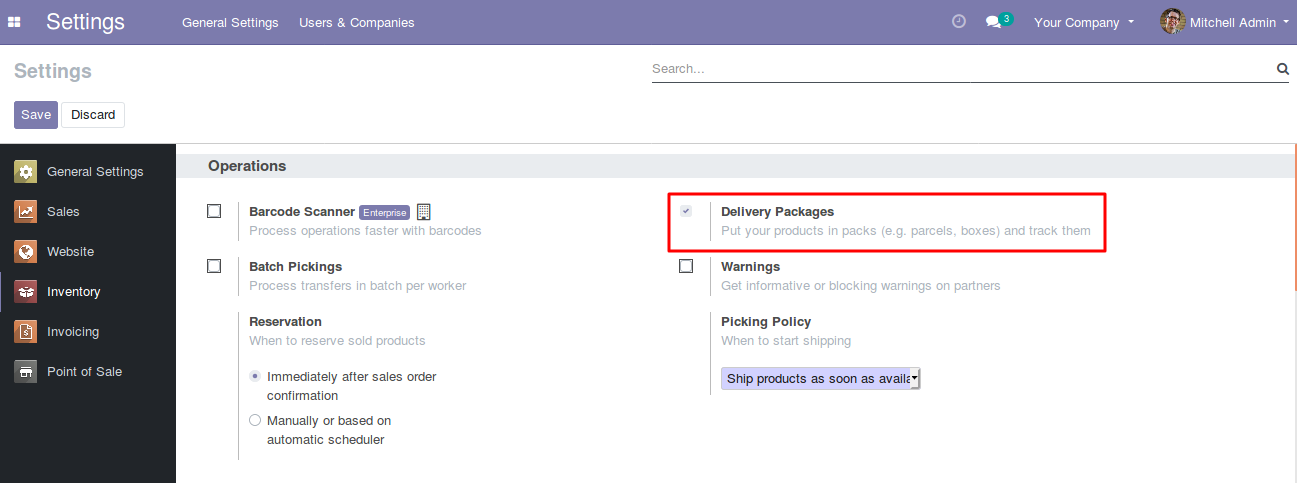 Settings General Settings Users & Companies 3 Your Company Mitchell Admin
Settings Search...
Save Discard
General Settings
Sales
Website
Inventory
Invoicing
Point of Sale
Operations
Barcode Scanner Enterprise
Process operations faster with barcodes
Delivery Packages
Put your products in packs (e.g. parcels, boxes) and track them
Batch Pickings
Process transfers in batch per worker
Warnings
Get informative or blocking warnings on partners
Reservation
When to reserve sold products
Immediately after sales order
confirmation
Manually or based on
automatic scheduler
Picking Policy
When to start shipping
Ship products as soon as availa